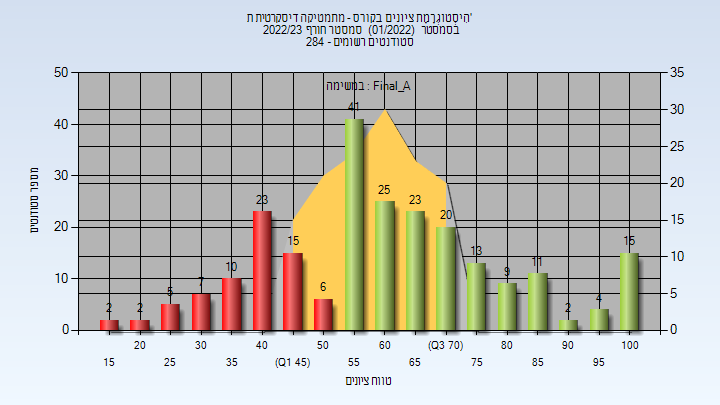 היסטוגרמת ציונים בקורס - מתמטיקה דיסקרטית ת'
בסמסטר (01/2022) סמסטר חורף 2022/23
284 - סטודנטים רשומים
במשימה : Final_A
מספר סטודנטים
50
40
30
20
10
0
35
30
25
20
15
10
5
0
2 2 5 7 10 23 15 6 41 25 23 20 13 9 11 2 4 15
20 30 40 50 60 (Q3 70) 80 90 100
15 25 35 (Q1 45) 55 65 75 85 95
טווח ציונים